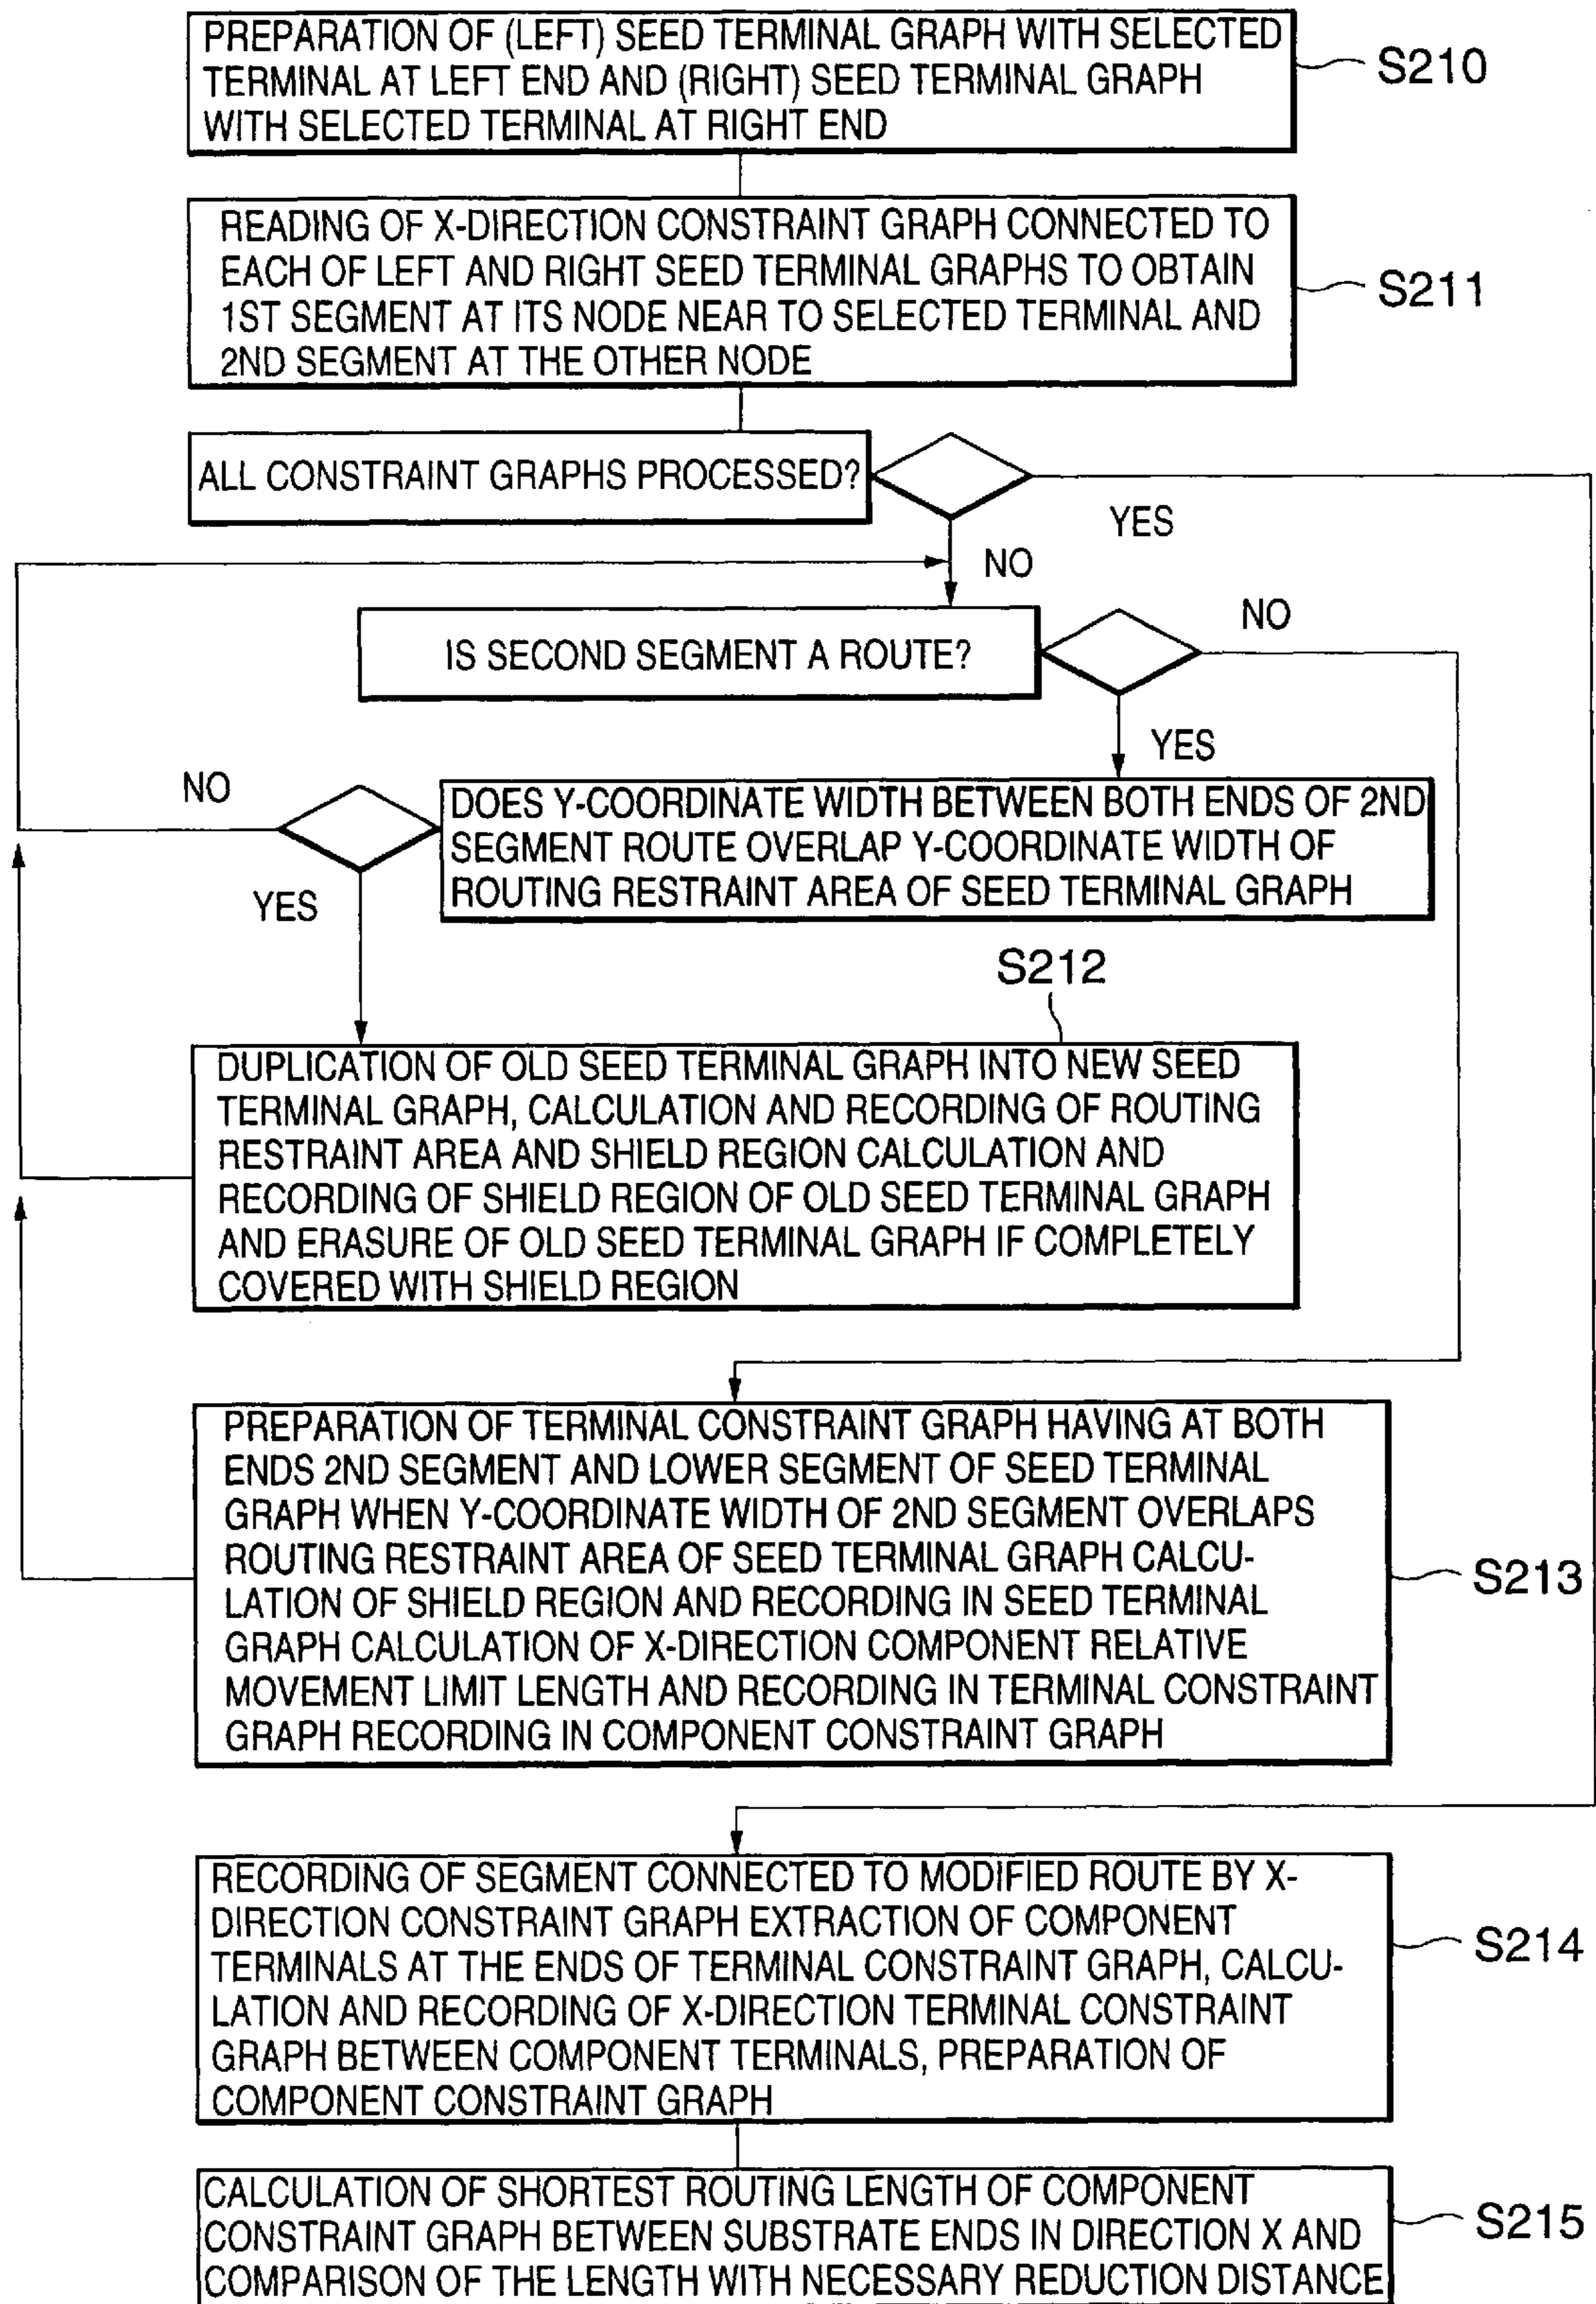 PREPARATION OF (LEFT) SEED TERMINAL GRAPH WITH SELECTED
TERMINAL AT LEFT END AND (RIGHT) SEED TERMINAL GRAPH
WITH SELECTED TERMINAL AT RIGHT END
S210
READING OF X-DIRECTION CONSTRAINT GRAPH CONNECTED TO
EACH OF LEFT AND RIGHT SEED TERMINAL GRAPHS TO OBTAIN
1ST SEGMENT AT ITS NODE NEAR TO SELECTED TERMINAL AND
2ND SEGMENT AT THE OTHER NODE
S211
ALL CONSTRAINT GRAPHS PROCESSED?
YES
NO
IS SECOND SEGMENT A ROUTE?
NO
YES
NO
DOES Y-COORDINATE WIDTH BETWEEN BOTH ENDS OF 2ND
SEGMENT ROUTE OVERLAP Y-COORDINATE WIDTH OF
ROUTING RESTRAINT AREA OF SEED TERMINAL GRAPH
YES
S212
DUPLICATION OF OLD SEED TERMINAL GRAPH INTO NEW SEED
TERMINAL GRAPH, CALCULATION AND RECORDING OF ROUTING
RESTRAINT AREA AND SHIELD REGION CALCULATION AND
RECORDING OF SHIELD REGION OF OLD SEED TERMINAL GRAPH
AND ERASURE OF OLD SEED TERMINAL GRAPH IF COMPLETELY
COVERED WITH SHIELD REGION
PREPARATION OF TERMINAL CONSTRAINT GRAPH HAVING AT BOTH
ENDS 2ND SEGMENT AND LOWER SEGMENT OF SEED TERMINAL
GRAPH WHEN Y-COORDINATE WIDTH OF 2ND SEGMENT OVERLAPS
ROUTING RESTRAINT AREA OF SEED TERMINAL GRAPH CALCU-
LATION OF SHIELD REGION AND RECORDING IN SEED TERMINAL
GRAPH CALCULATION OF X-DIRECTION COMPONENT RELATIVE
MOVEMENT LIMIT LENGTH AND RECORDING IN TERMINAL CONSTRAINT
GRAPH RECORDING IN COMPONENT CONSTRAINT GRAPH
S213
RECORDING OF SEGMENT CONNECTED TO MODIFIED ROUTE BY X-
DIRECTION CONSTRAINT GRAPH EXTRACTION OF COMPONENT
TERMINALS AT THE ENDS OF TERMINAL CONSTRAINT GRAPH, CALCU-
LATION AND RECORDING OF X-DIRECTION TERMINAL CONSTRAINT
GRAPH BETWEEN COMPONENT TERMINALS, PREPARATION OF
COMPONENT CONSTRAINT GRAPH
S214
CALCULATION OF SHORTEST ROUTING LENGTH OF COMPONENT
CONSTRAINT GRAPH BETWEEN SUBSTRATE ENDS IN DIRECTION X AND
COMPARISON OF THE LENGTH WITH NECESSARY REDUCTION DISTANCE
S215